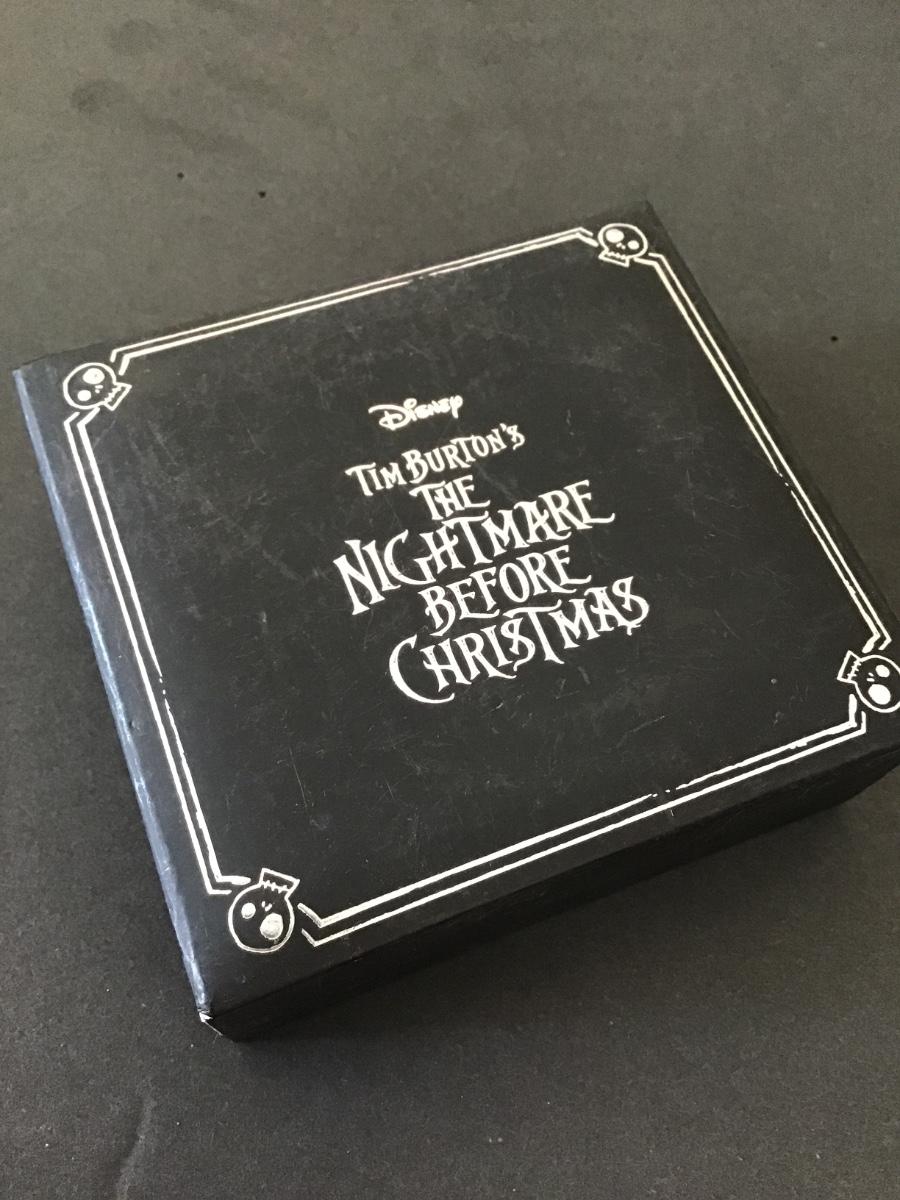 Disney
TIM BURTON'S
THE
NIGHTMARE
BEFORE
CHRISTMAS